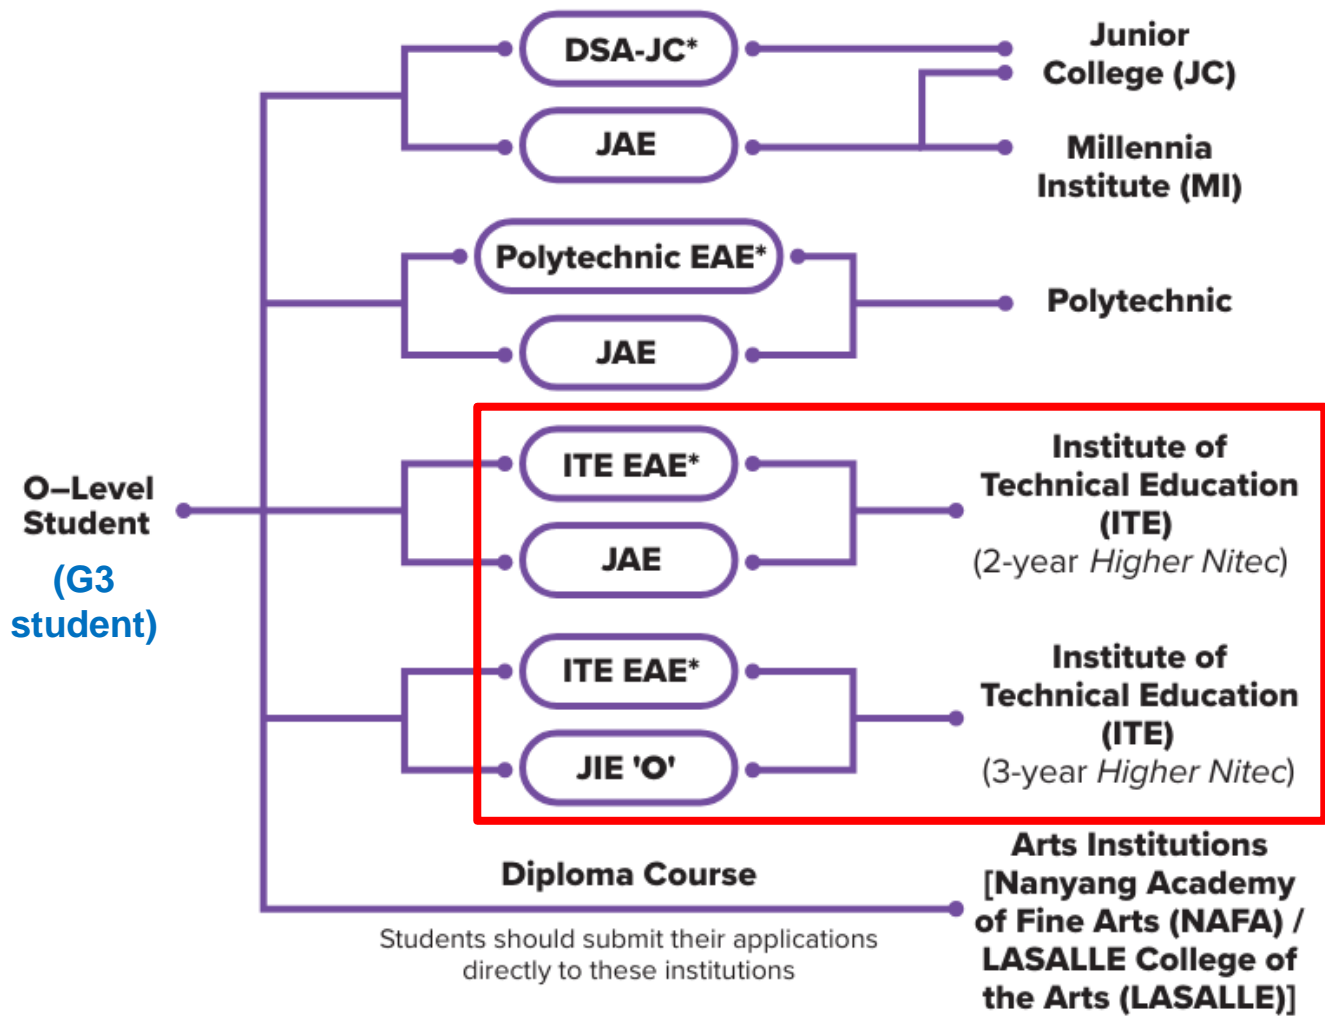 DSA-JC*
Junior
College (JC)
JAE
Millennia
Institute (MI)
Polytechnic EAE*
Polytechnic
JAE
O–Level
Student
(G3
student)
ITE EAE*
JAE
Institute of
Technical Education
(ITE)
(2-year Higher Nitec)
ITE EAE*
JIE 'O'
Institute of
Technical Education
(ITE)
(3-year Higher Nitec)
Diploma Course
Students should submit their applications
directly to these institutions
Arts Institutions
[Nanyang Academy
of Fine Arts (NAFA) /
LASALLE College of
the Arts (LASALLE)]